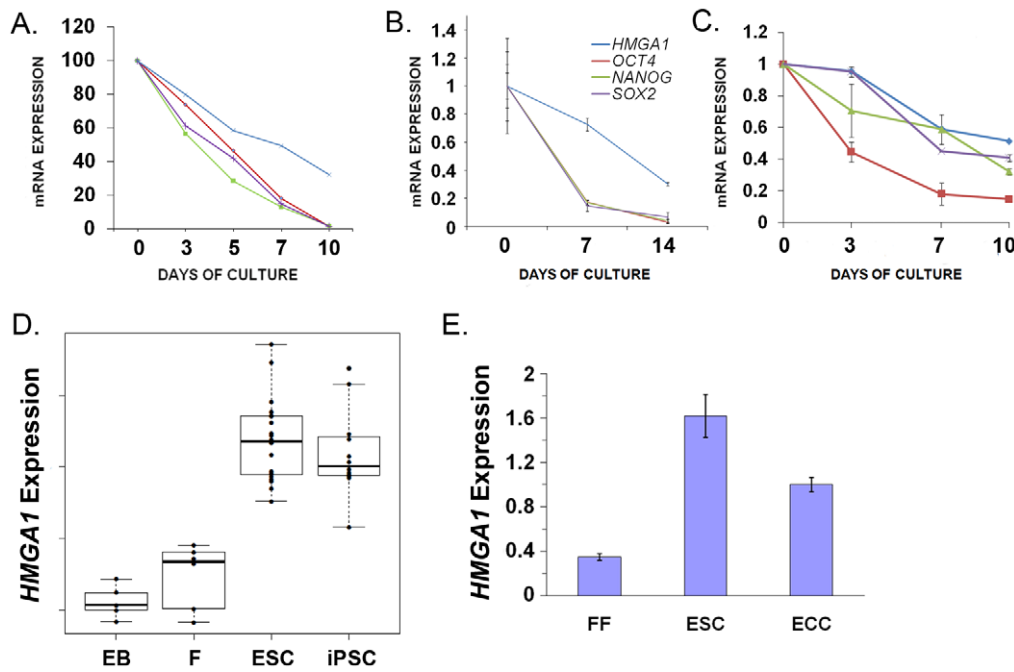 A.
mRNA EXPRESSION
120
100
80
60
40
20
0
0 3 5 7 10
DAYS OF CULTURE
B.
mRNA EXPRESSION
1.4
1.2
1
0.8
0.6
0.4
0.2
0
0 7 14
DAYS OF CULTURE
HMGA1
OCT4
NANOG
SOX2
C.
mRNA EXPRESSION
1.2
1
0.8
0.6
0.4
0.2
0
0 3 7 10
DAYS OF CULTURE
D.
HMGA1 Expression
EB F ESC iPSC
E.
HMGA1 Expression
2
1.6
1.2
0.8
0.4
0
FF ESC ECC